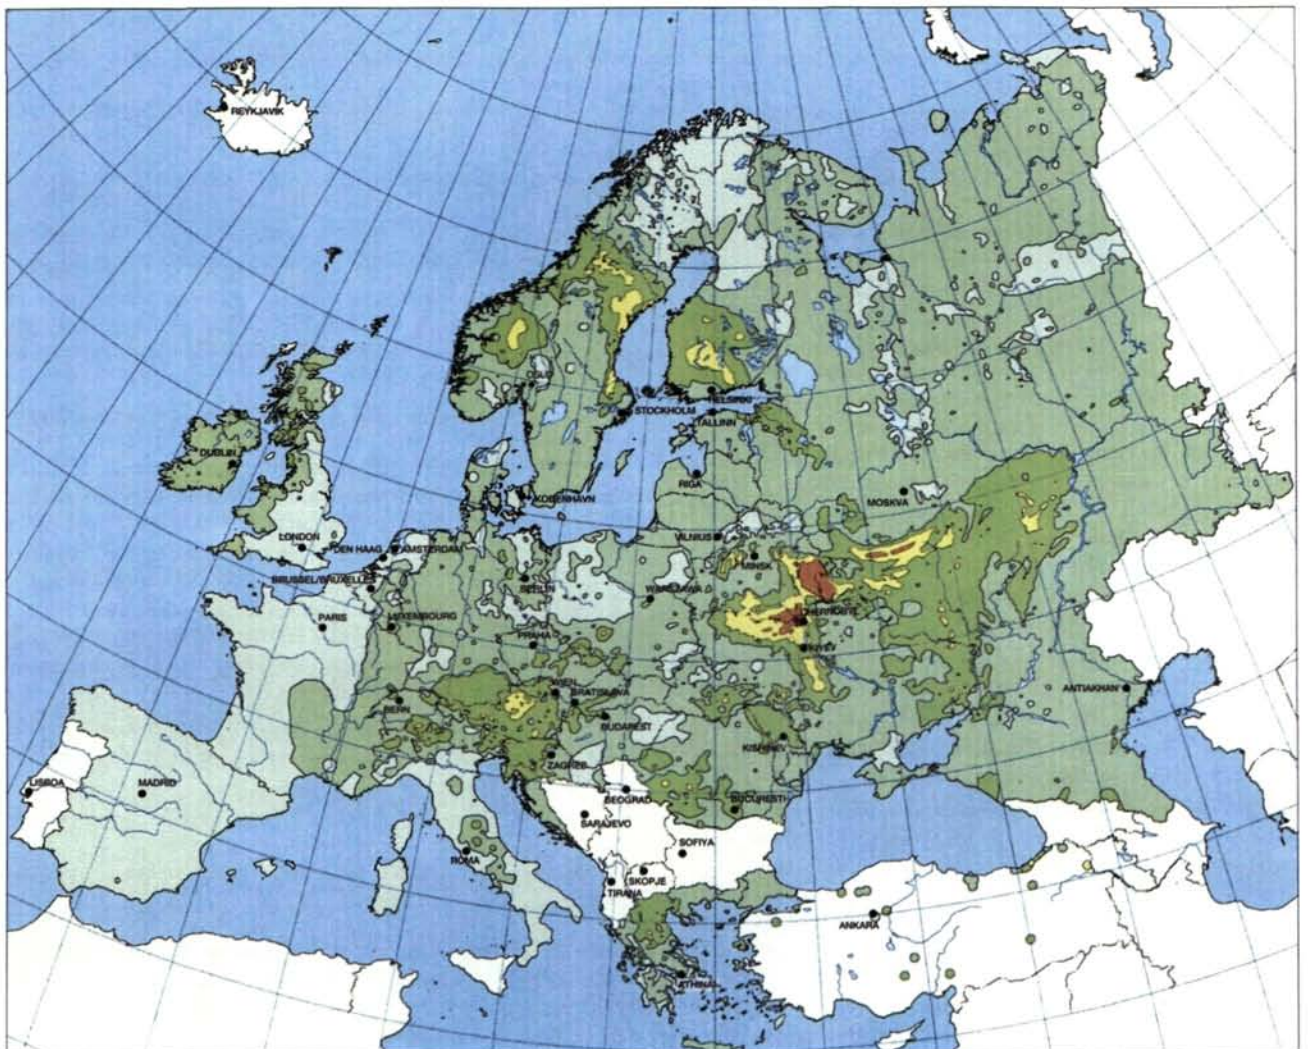 REYKJAVIK
OSLO
HELSINKI
STOCKHOLM
TALLINN
DUBLIN
RIGA
KOBENHAVN
MOSKVA
LONDON
VILNIUS
DEN HAAG
AMSTERDAM
MINSK
BRUSSEL/BRUXELLES
BERLIN
WARSZAWA
PARIS
LUXEMBOURG
PRAHA
KIYEV
WIEN
ANTIAKHAN
BRATISLAVA
BERN
BUDAPEST
KISHINEV
ZAGREB
LISBOA
MADRID
BEOGRAD
BUCURESTI
SARAJEVO
SOFIYA
ROMA
SKOPJE
TIRANA
ANKARA
ATHINAI